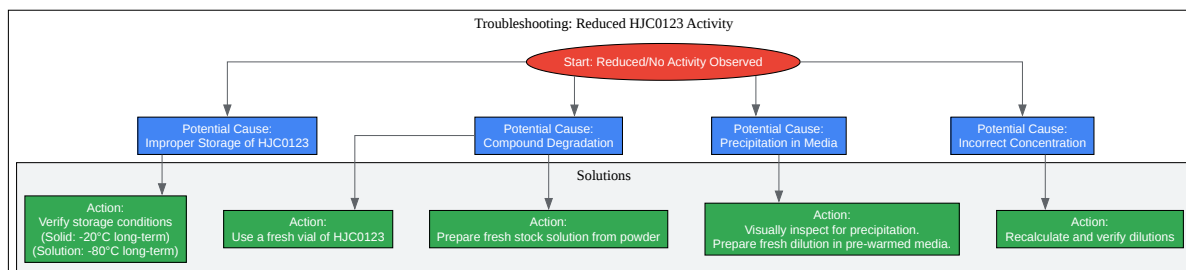 Troubleshooting: Reduced HJC0123 Activity
Start: Reduced/No Activity Observed
Potential Cause:
Improper Storage of HJC0123
Potential Cause:
Compound Degradation
Potential Cause:
Precipitation in Media
Potential Cause:
Incorrect Concentration
Solutions
Action:
Verify storage conditions
(Solid: -20°C long-term)
(Solution: -80°C long-term)
Action:
Use a fresh vial of HJC0123
Action:
Prepare fresh stock solution from powder
Action:
Visually inspect for precipitation.
Prepare fresh dilution in pre-warmed media.
Action:
Recalculate and verify dilutions